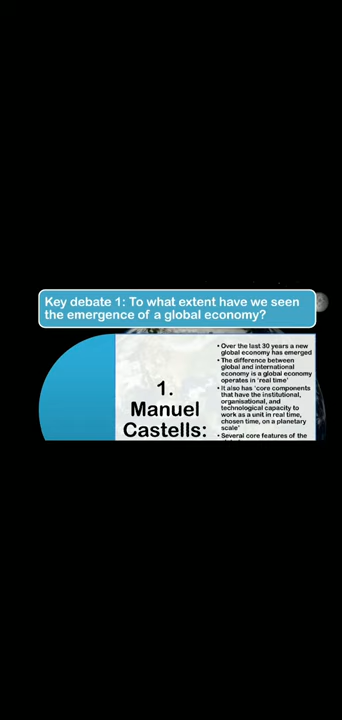 Key debate 1: To what extent have we seen
the emergence of a global economy?
1.
Manuel
Castells:
• Over the last 30 years a new
global economy has emerged
• The difference between
global and international
economy is a global economy
operates in 'real time'
• It also has 'core components
that have the institutional,
organisational, and
technological capacity to
work as a unit in real time,
chosen time, on a planetary
scale'
• Several core features of the